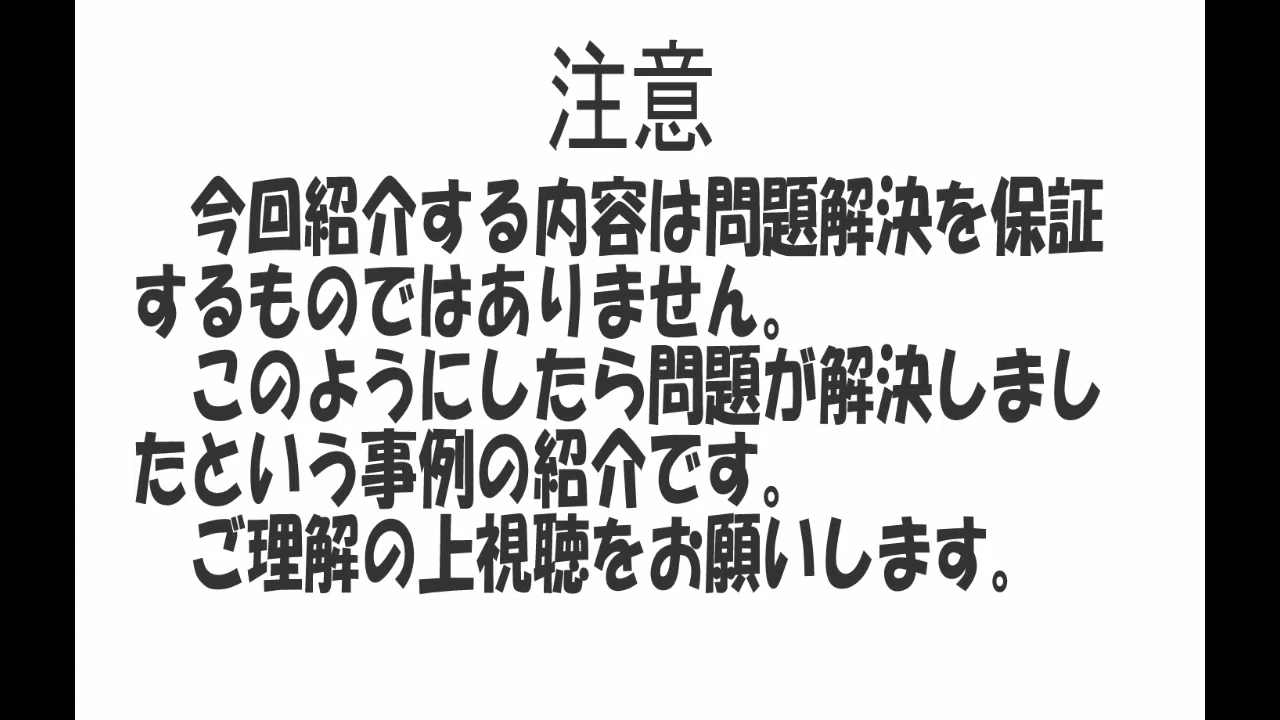 注意
　今回紹介する内容は問題解決を保証
するものではありません。
　このようにしたら問題が解決しまし
たという事例の紹介です。
　ご理解の上視聴をお願いします。